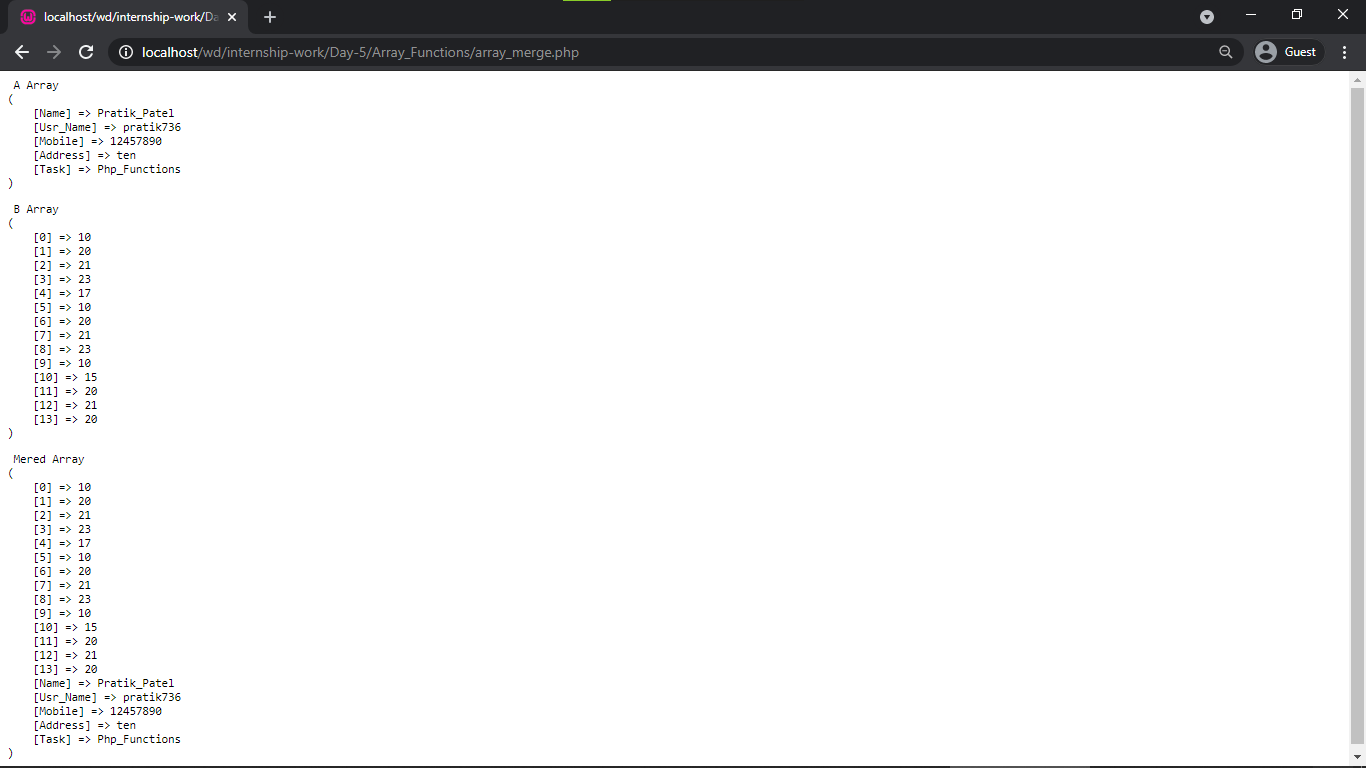 localhost/wd/internship-work/Da
localhost/wd/internship-work/Day-5/Array_Functions/array_merge.php
Guest
A Array
(
[Name] => Pratik_Patel
[Usr_Name] => pratik736
[Mobile] => 12457890
[Address] => ten
[Task] => Php_Functions
)
B Array
(
[0] => 10
[1] => 20
[2] => 21
[3] => 23
[4] => 17
[5] => 10
[6] => 20
[7] => 21
[8] => 23
[9] => 10
[10] => 15
[11] => 20
[12] => 21
[13] => 20
)
Mered Array
(
[0] => 10
[1] => 20
[2] => 21
[3] => 23
[4] => 17
[5] => 10
[6] => 20
[7] => 21
[8] => 23
[9] => 10
[10] => 15
[11] => 20
[12] => 21
[13] => 20
[Name] => Pratik_Patel
[Usr_Name] => pratik736
[Mobile] => 12457890
[Address] => ten
[Task] => Php_Functions
)